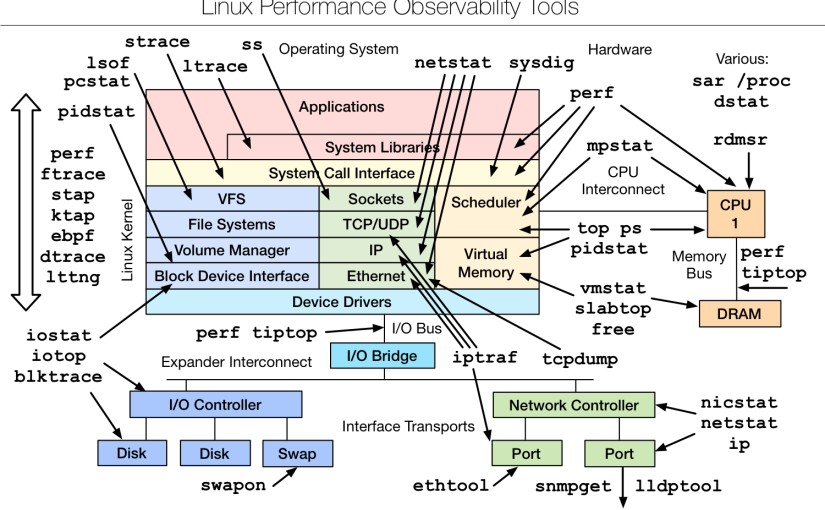 Linux Performance Observability Tools
strace
ss
Operating System
Hardware
Various:
lsof
pcstat
ltrace
netstat
sysdig
sar /proc
dstat
pidstat
perf
Applications
rdmsr
mpstat
System Libraries
System Call Interface
CPU
Interconnect
perf
ftrace
stap
ktap
ebpf
dtrace
lttng
Linux Kernel
VFS
Sockets
Scheduler
CPU
1
File Systems
TCP/UDP
top ps
pidstat
Volume Manager
IP
Virtual
Memory
Memory
Bus
perf
tiptop
Block Device Interface
Ethernet
Device Drivers
vmstat
slabtop
free
DRAM
iostat
iotop
blktrace
perf tiptop
I/O Bus
I/O Bridge
iptraf
tcpdump
Expander Interconnect
I/O Controller
Network Controller
nicstat
netstat
ip
Interface Transports
Disk
Disk
Swap
Port
Port
swapon
ethtool
snmpget
lldptool